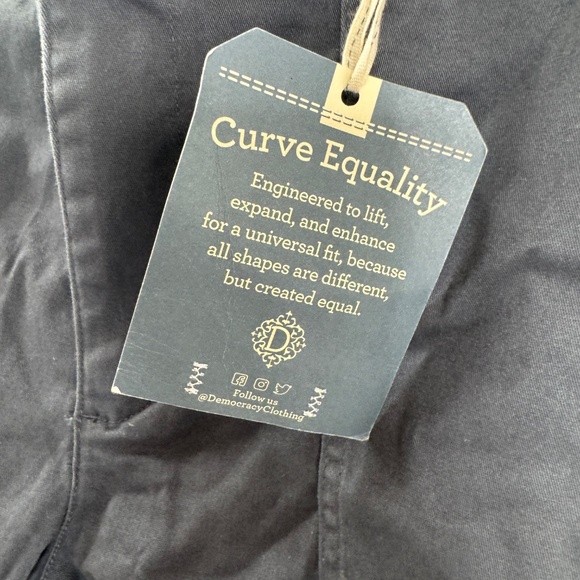 Curve Equality
Engineered to lift,
expand, and enhance
for a universal fit, because
all shapes are different,
but created equal.
D
Follow us
@DemocracyClothing